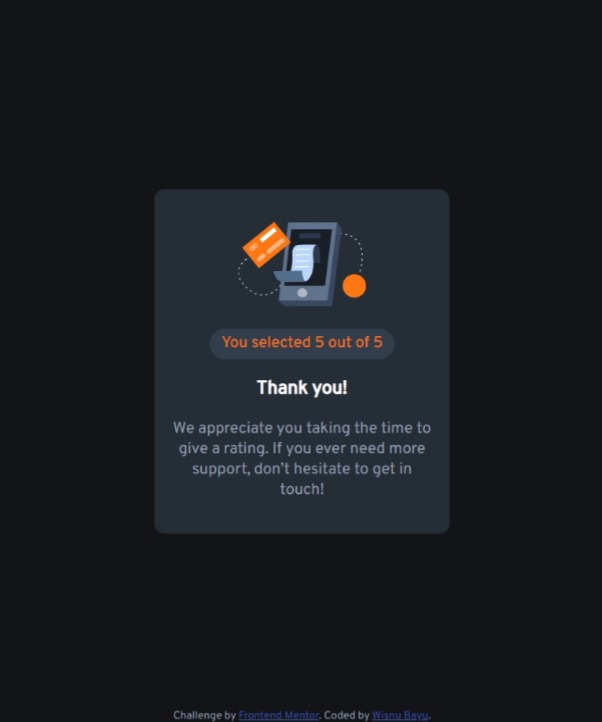 You selected 5 out of 5
Thank you!
We appreciate you taking the time to
give a rating. If you ever need more
support, don't hesitate to get in
touch!
Challenge by Frontend Mentor. Coded by Wisnu Bayu.